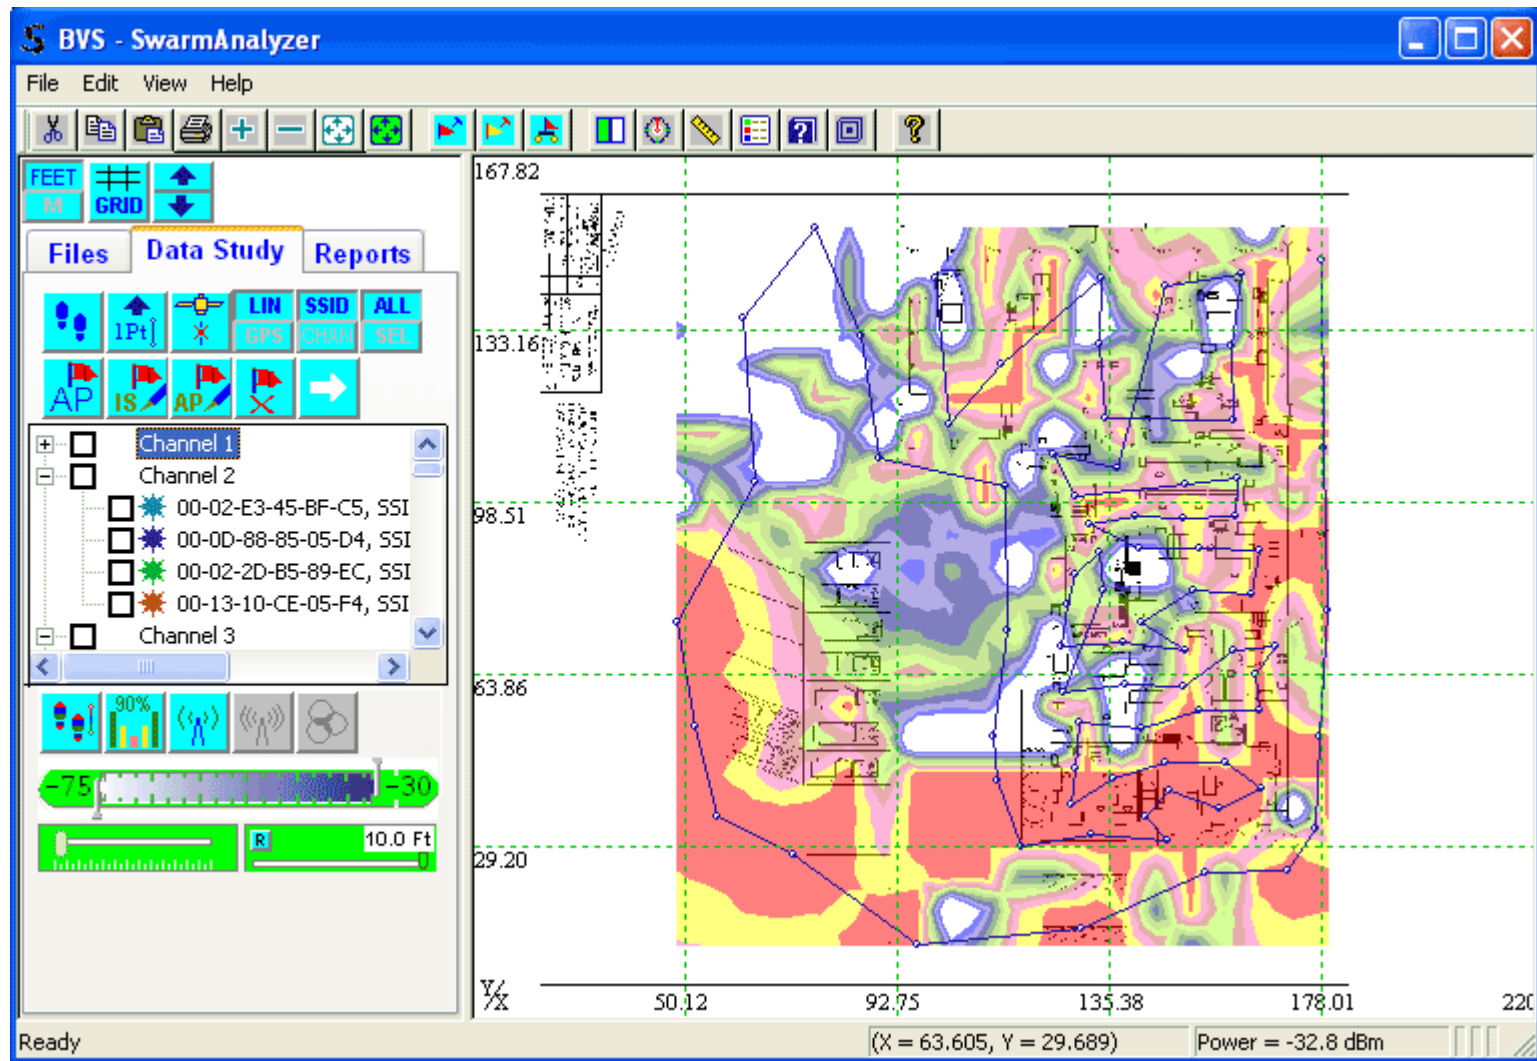 BVS - SwarmAnalyzer
File Edit View Help
FEET
M
GRID
Files Data Study Reports
1Pt
LIN SSID ALL
GPS CHAN SEL
AP IS AP
Channel 1
Channel 2
00-02-E3-45-BF-C5, SSI
00-0D-88-85-05-D4, SSI
00-02-2D-B5-89-EC, SSI
00-13-10-CE-05-F4, SSI
Channel 3
90%
-75 -30
R 10.0 Ft
167.82
133.16
98.51
63.86
29.20
Y/X 50.12 92.75 135.38 178.01 220
Ready (X = 63.605, Y = 29.689) Power = -32.8 dBm